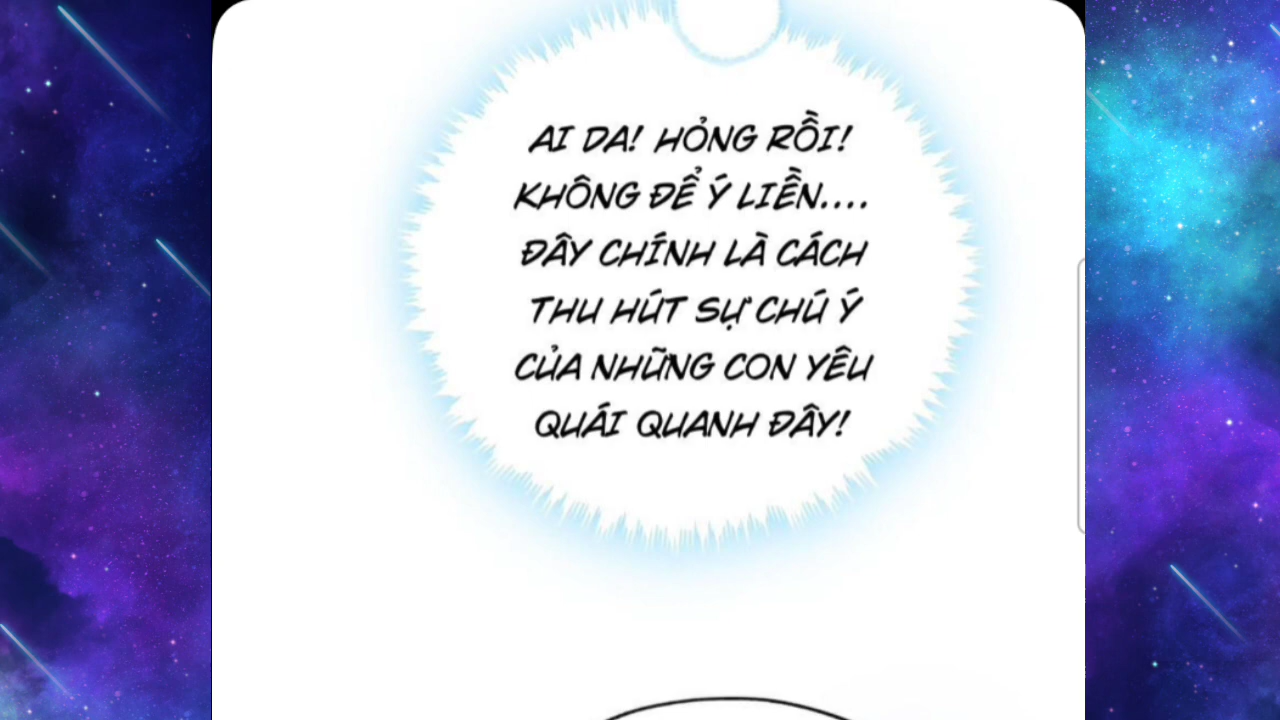 AI DA! HỎNG RỒI!
KHÔNG ĐỂ Ý LIỀN....
ĐÂY CHÍNH LÀ CÁCH
THU HÚT SỰ CHÚ Ý
CỦA NHỮNG CON YÊU
QUÁI QUANH ĐÂY!